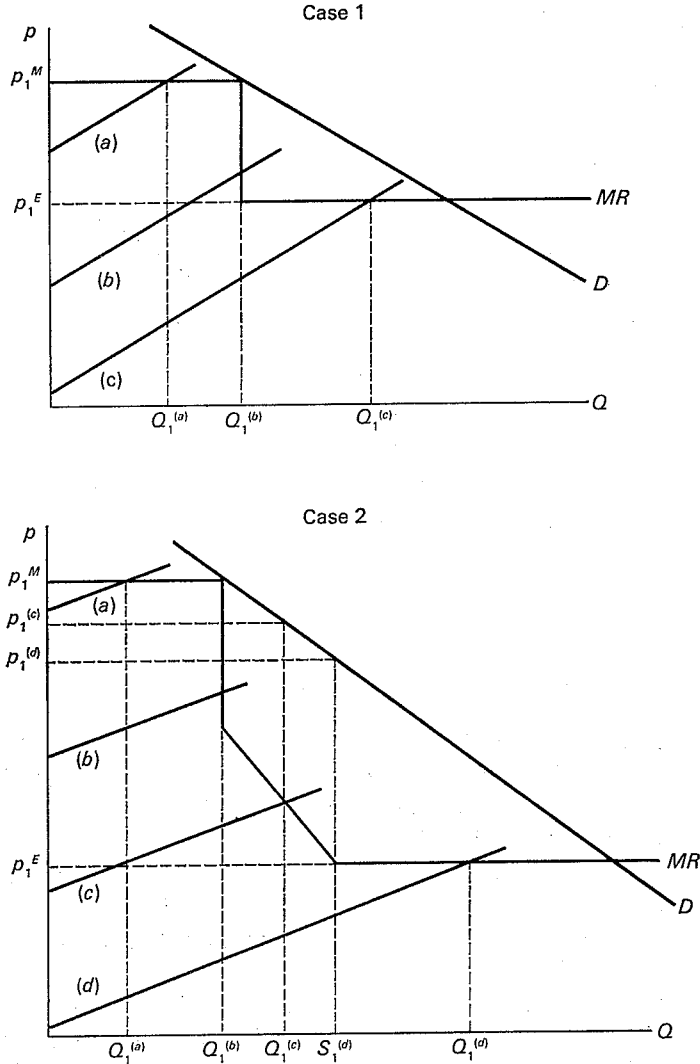 Case 1
p
p₁ᴹ
(a)
p₁ᴱ
MR
(b)
D
(c)
Q
Q₁⁽ᵃ⁾ Q₁⁽ᵇ⁾ Q₁⁽ᶜ⁾
Case 2
p
p₁ᴹ
(a)
p₁⁽ᶜ⁾
p₁⁽ᵈ⁾
(b)
p₁ᴱ
MR
(c)
D
(d)
Q
Q₁⁽ᵃ⁾ Q₁⁽ᵇ⁾ Q₁⁽ᶜ⁾ S₁⁽ᵈ⁾ Q₁⁽ᵈ⁾